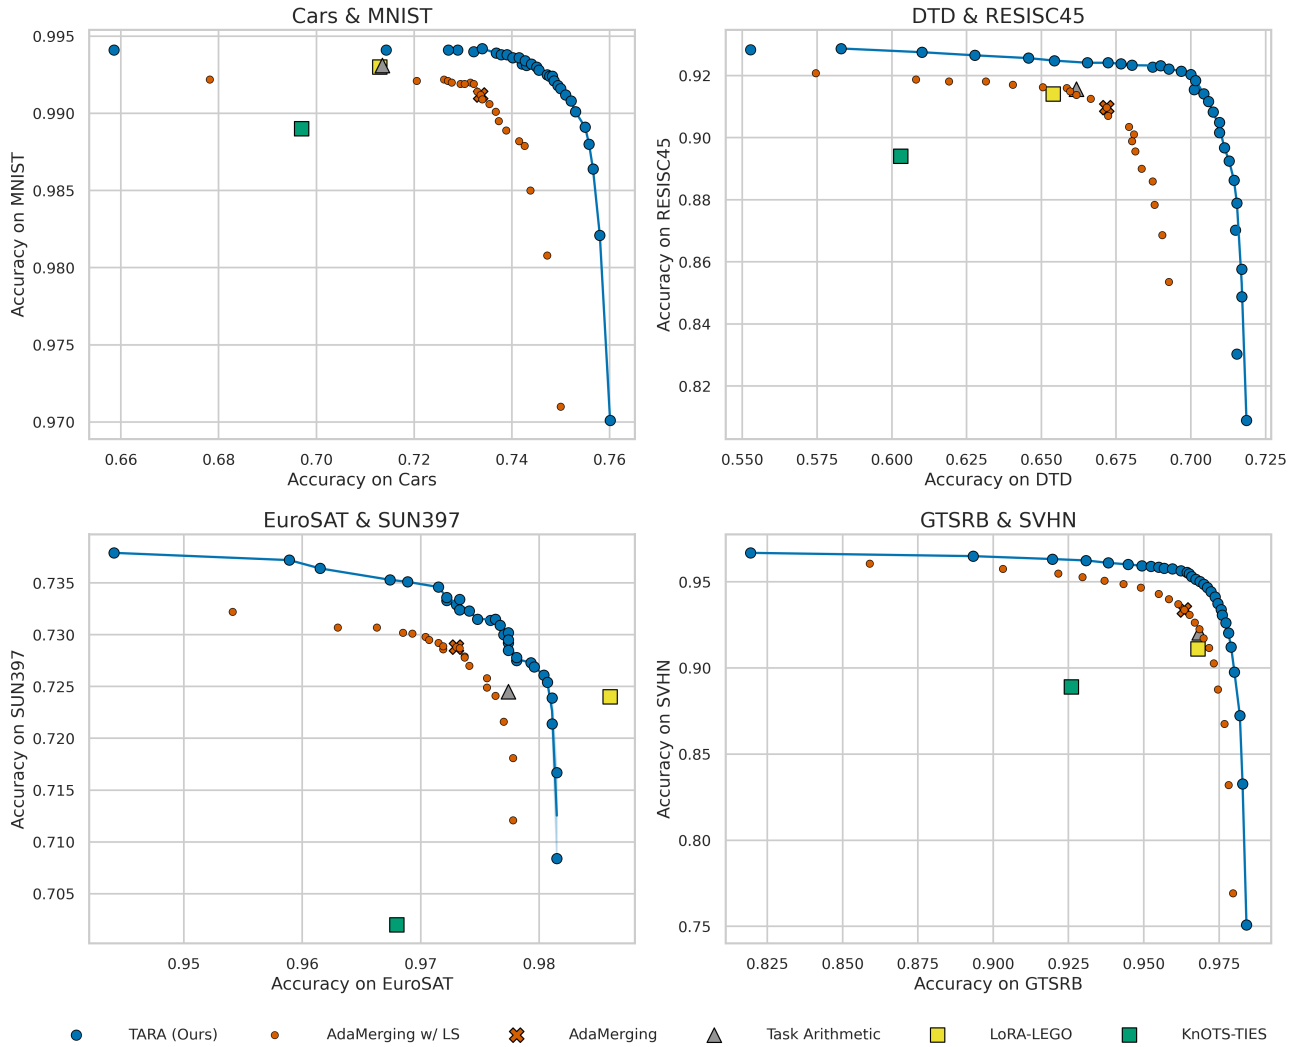 Cars & MNIST
DTD & RESISC45
0.995
0.990
0.985
0.980
0.975
0.970
Accuracy on MNIST
0.66 0.68 0.70 0.72 0.74 0.76
Accuracy on Cars
0.92
0.90
0.88
0.86
0.84
0.82
Accuracy on RESISC45
0.550 0.575 0.600 0.625 0.650 0.675 0.700 0.725
Accuracy on DTD
EuroSAT & SUN397
GTSRB & SVHN
0.735
0.730
0.725
0.720
0.715
0.710
0.705
Accuracy on SUN397
0.95 0.96 0.97 0.98
Accuracy on EuroSAT
0.95
0.90
0.85
0.80
0.75
Accuracy on SVHN
0.825 0.850 0.875 0.900 0.925 0.950 0.975
Accuracy on GTSRB
TARA (Ours) AdaMerging w/ LS AdaMerging Task Arithmetic LoRA-LEGO KnOTS-TIES